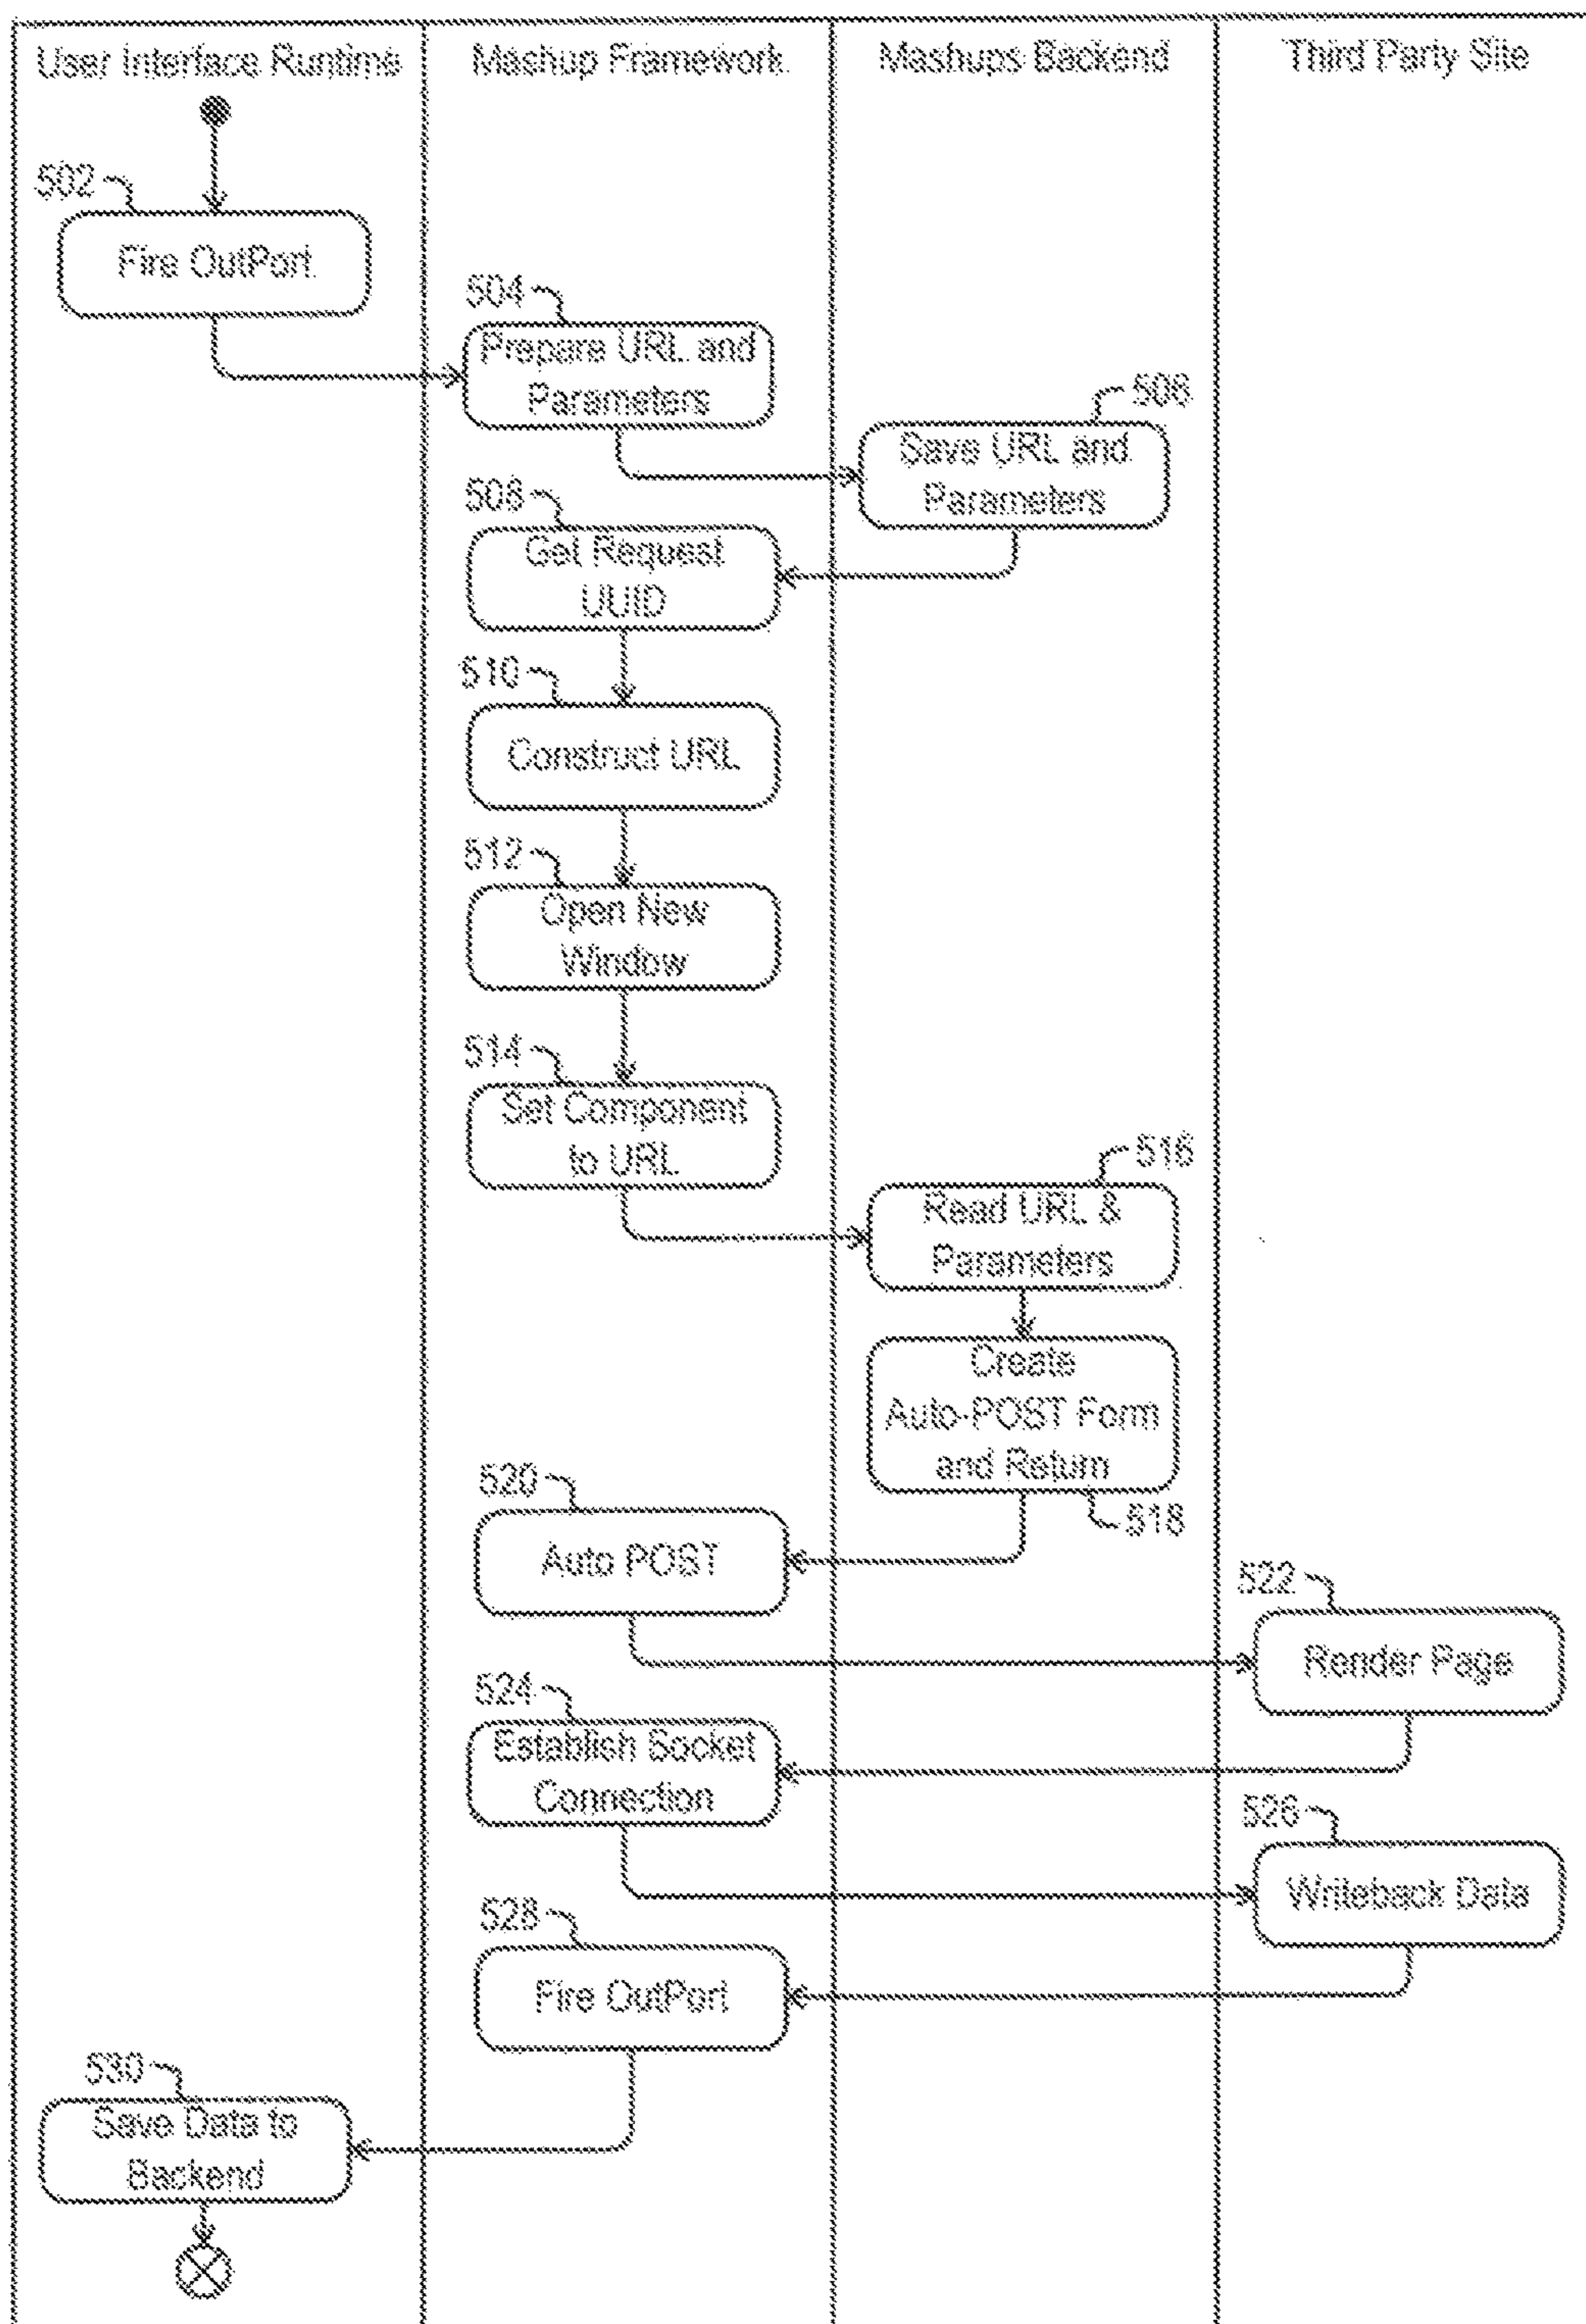 User Interface Runtime
Mashup Framework
Mashups Backend
Third Party Site
502
Fire OutPort
504
Prepare URL and
Parameters
506
Save URL and
Parameters
508
Get Request
UUID
510
Construct URL
512
Open New
Window
514
Set Component
to URL
516
Read URL &
Parameters
Create
Auto-POST Form
and Return
518
520
Auto POST
522
Render Page
524
Establish Socket
Connection
526
Writeback Data
528
Fire OutPort
530
Save Data to
Backend